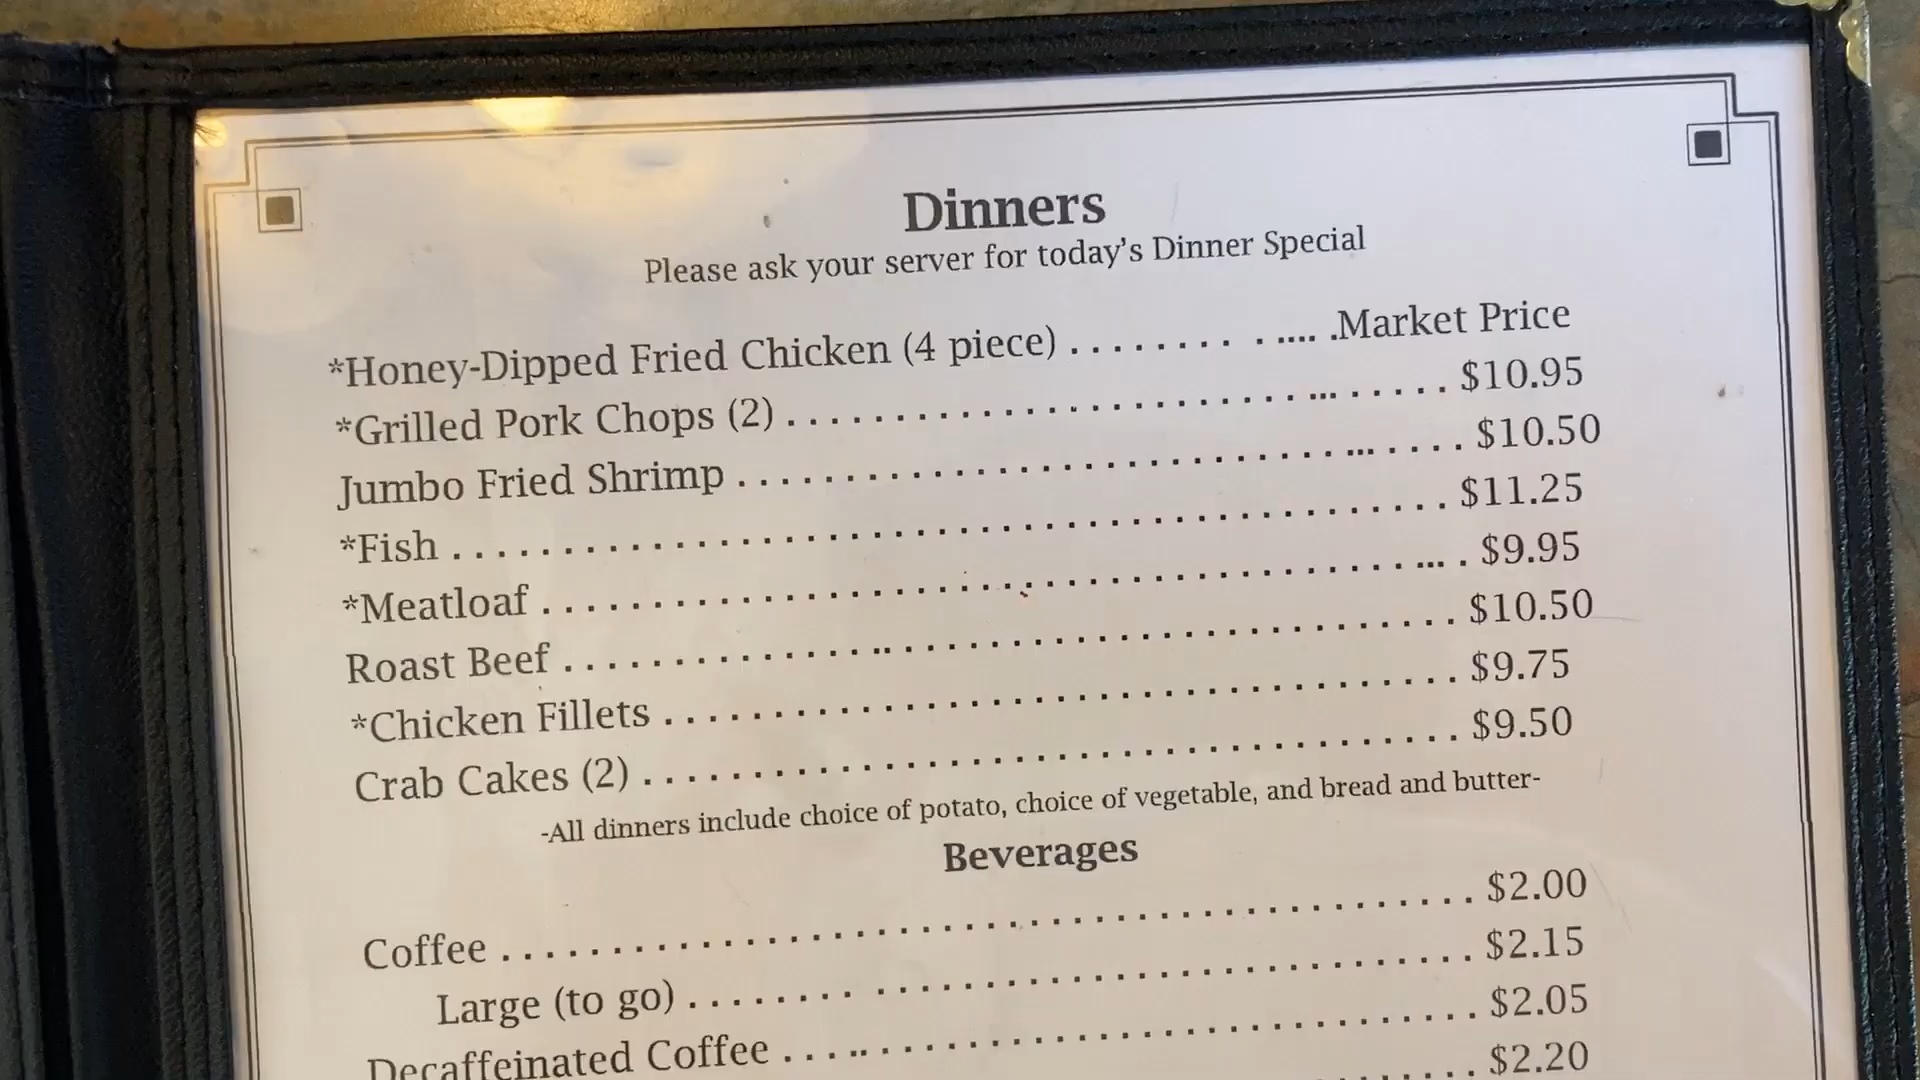 Dinners
Please ask your server for today's Dinner Special
*Honey-Dipped Fried Chicken (4 piece) . . . . . . . . . .... .Market Price
*Grilled Pork Chops (2) . . . . . . . . . . . . . . . . . . . . . . . . ... . . . . . $10.95
Jumbo Fried Shrimp . . . . . . . . . . . . . . . . . . . . . . . . . . . . ... . . . . $10.50
*Fish . . . . . . . . . . . . . . . . . . . . . . . . . . . . . . . . . . . . . . . . . . . . . $11.25
*Meatloaf . . . . . . . . . . . . . . . . . . . . . . . . . . . . . . . . . . . . . . . ... . $9.95
Roast Beef . . . . . . . . . . . . . . .. . . . . . . . . . . . . . . . . . . . . . . . . . $10.50
*Chicken Fillets . . . . . . . . . . . . . . . . . . . . . . . . . . . . . . . . . . . . $9.75
Crab Cakes (2) . . . . . . . . . . . . . . . . . . . . . . . . . . . . . . . . . . . . . $9.50
-All dinners include choice of potato, choice of vegetable, and bread and butter-
Beverages
Coffee . . . . . . . . . . . . . . . . . . . . . . . . . . . . . . . . . . . . . . . . . . . . $2.00
Large (to go) . . . . . . . . . . . . . . . . . . . . . . . . . . . . . . . . . . . $2.15
Decaffeinated Coffee . . . . .. . . . . . . . . . . . . . . . . . . . . . . . . . . . $2.05
. . . . . . . $2.20